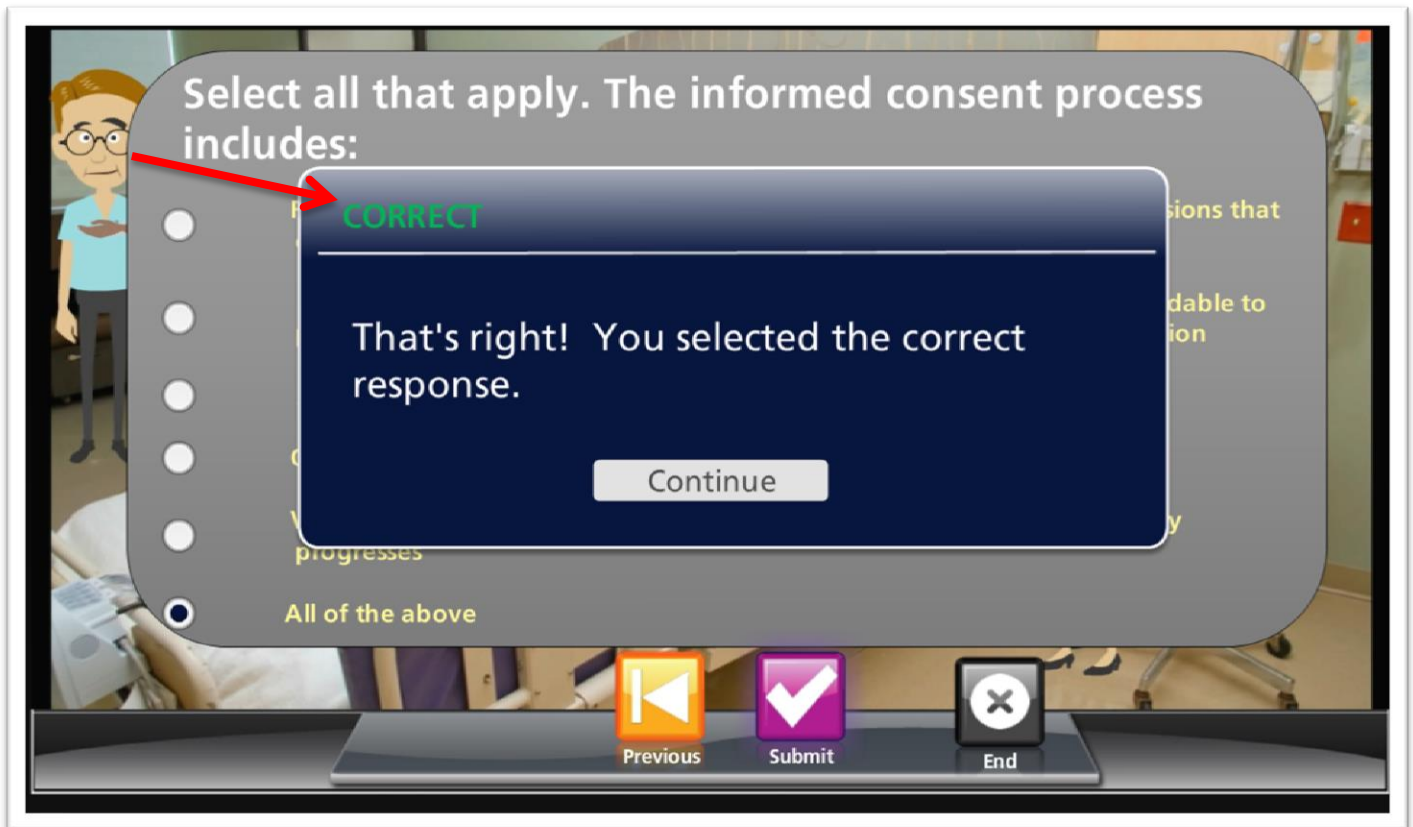 Select all that apply. The informed consent process
includes:
CORRECT
sions that
That's right! You selected the correct
response.
dable to
ion
Continue
y
progresses
All of the above
Previous
Submit
End